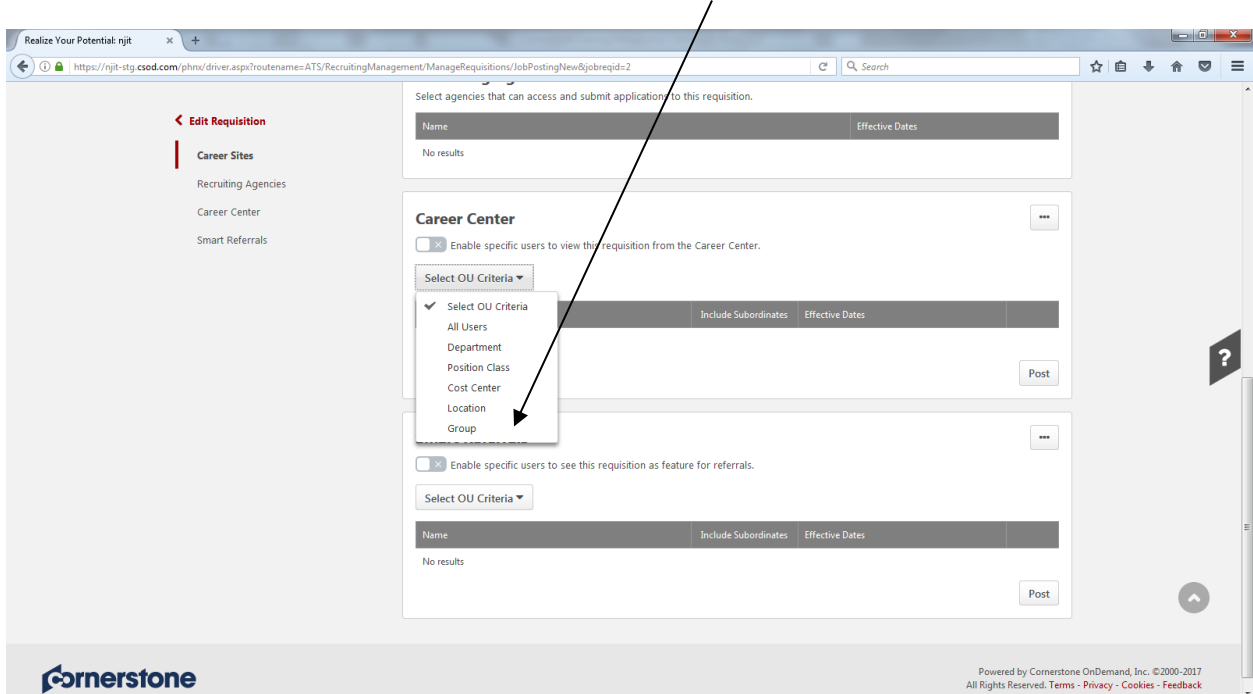 Realize Your Potential: njit × +
https://njit-stg.csod.com/phnx/driver.aspx?routename=ATS/RecruitingManagement/ManageRequisitions/JobPostingNew&jobreqid=2
Search
Select agencies that can access and submit applications to this requisition.
Edit Requisition
Career Sites
Recruiting Agencies
Career Center
Smart Referrals
Name Effective Dates
No results
Career Center
Enable specific users to view this requisition from the Career Center.
Select OU Criteria
Select OU Criteria
All Users
Department
Position Class
Cost Center
Location
Group
Include Subordinates Effective Dates
Post
Enable specific users to see this requisition as feature for referrals.
Select OU Criteria
Name Include Subordinates Effective Dates
No results
Post
?
cornerstone
Powered by Cornerstone OnDemand, Inc. ©2000-2017
All Rights Reserved. Terms - Privacy - Cookies - Feedback